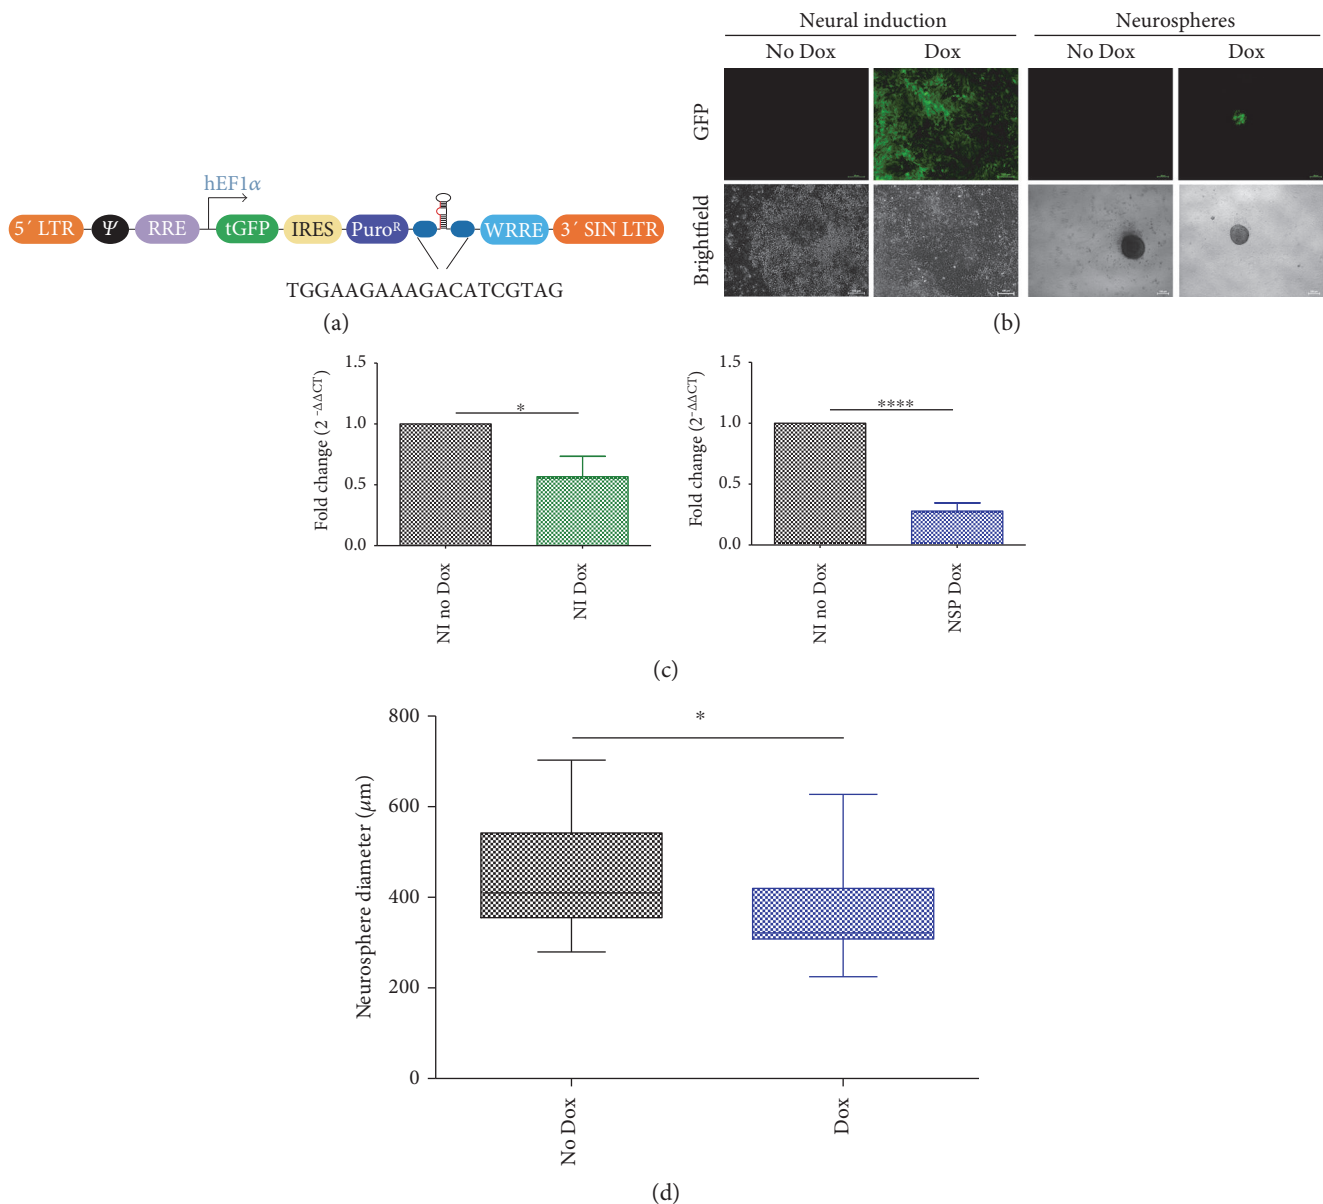 hEF1α
5´ LTR Ψ RRE tGFP IRES Puroᴿ WRRE 3´ SIN LTR
TGGAAGAAAGACATCGTAG
(a)
Neural induction Neurospheres
No Dox Dox No Dox Dox
GFP
Brightfield
(b)
Fold change (2⁻ΔΔCT)
1.5
1.0
0.5
0.0
*
NI no Dox
NI Dox
Fold change (2⁻ΔΔCT)
1.5
1.0
0.5
0.0
****
NI no Dox
NSP Dox
(c)
Neurosphere diameter (μm)
800
600
400
200
0
*
No Dox
Dox
(d)